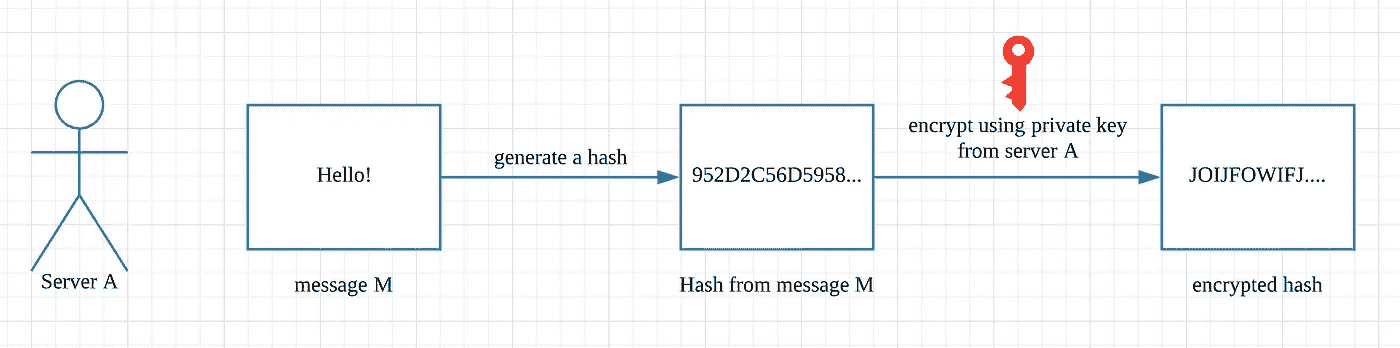 Hello!
generate a hash
952D2C56D5958...
encrypt using private key
from server A
JOIJFOWIFJ....
Server A
message M
Hash from message M
encrypted hash